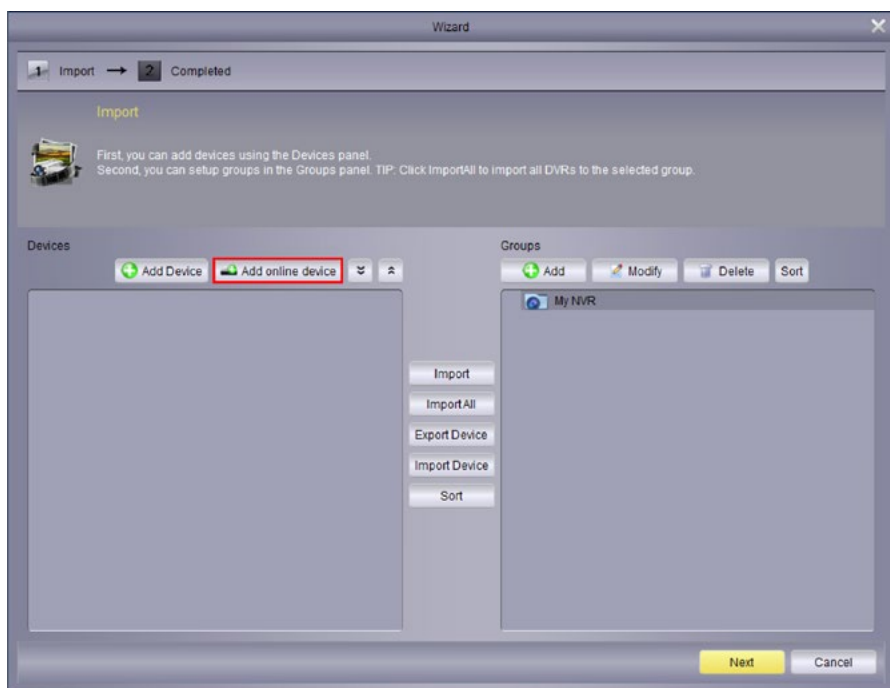 Wizard
1 Import → 2 Completed
Import
First, you can add devices using the Devices panel.
Second, you can setup groups in the Groups panel. TIP: Click ImportAll to import all DVRs to the selected group.
Devices
Add Device Add online device
Groups
Add Modify Delete Sort
My NVR
Import
ImportAll
Export Device
Import Device
Sort
Next Cancel